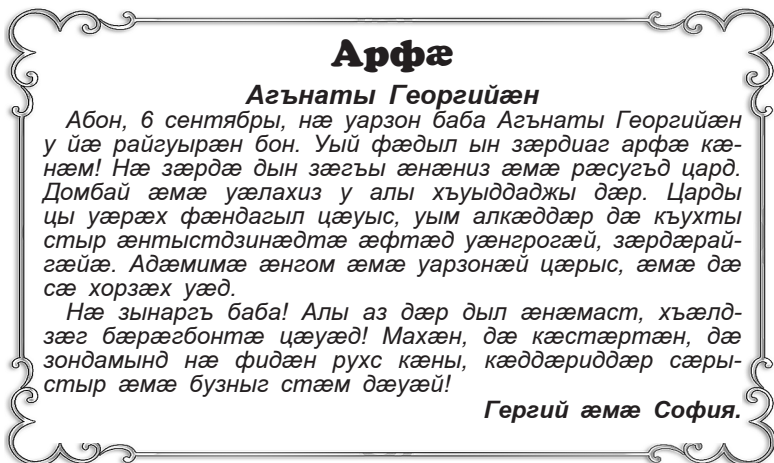 Арфæ
Агънаты Георгийæн
Абон, 6 сентябры, нæ уарзон баба Агънаты Георгийæн
у йæ райгуырæн бон. Уый фæдыл ын зæрдиаг арфæ кæ-
нæм! Нæ зæрдæ дын зæгъы æнæниз æмæ рæсугъд цард.
Домбай æмæ уæлахиз у алы хъуыддаджы дæр. Царды
цы уæрæх фæндагыл цæуыс, уым алкæддæр дæ къухты
стыр æнтыстдзинæдтæ æфтæд уæнгрогæй, зæрдæрай-
гæйæ. Адæмимæ æнгом æмæ уарзонæй цæрыс, æмæ дæ
сæ хорзæх уæд.
Нæ зынаргъ баба! Алы аз дæр дыл æнæмаст, хъæлд-
зæг бæрæгбонтæ цæуæд! Махæн, дæ кæстæртæн, дæ
зондамынд нæ фидæн рухс кæны, кæддæриддæр сæры-
стыр æмæ бузныг стæм дæуæй!
Гергий æмæ София.